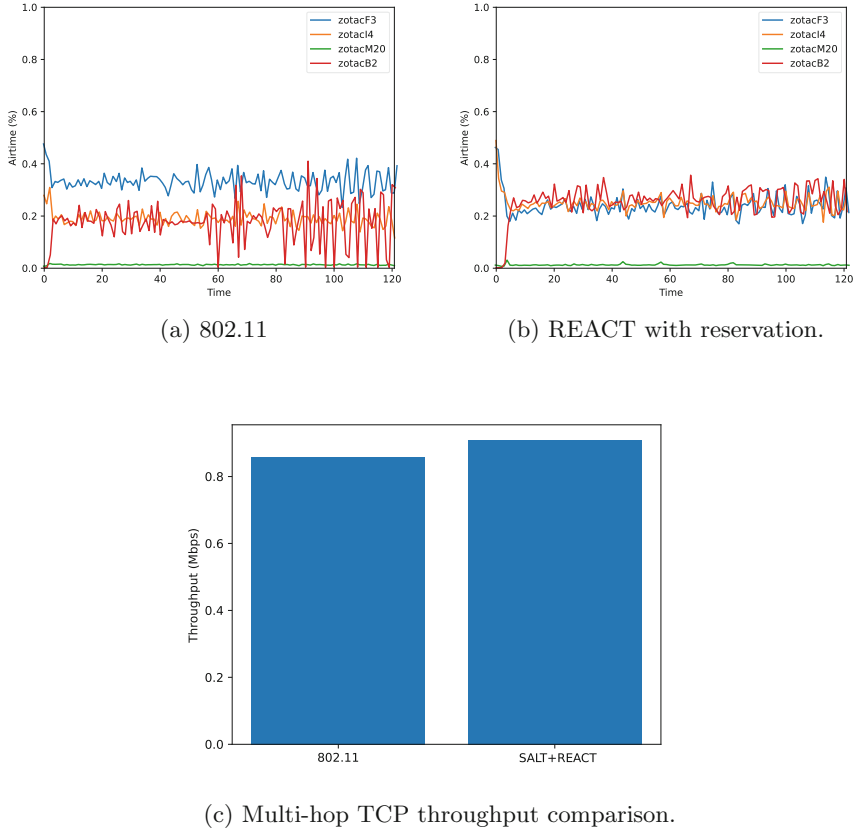 1.0
0.8
0.6
0.4
0.2
0.0
Airtime (%)
0 20 40 60 80 100 120
Time
zotacF3
zotacI4
zotacM20
zotacB2
(a) 802.11
1.0
0.8
0.6
0.4
0.2
0.0
Airtime (%)
0 20 40 60 80 100 120
Time
zotacF3
zotacI4
zotacM20
zotacB2
(b) REACT with reservation.
0.8
0.6
0.4
0.2
0.0
Throughput (Mbps)
802.11 SALT+REACT
(c) Multi-hop TCP throughput comparison.